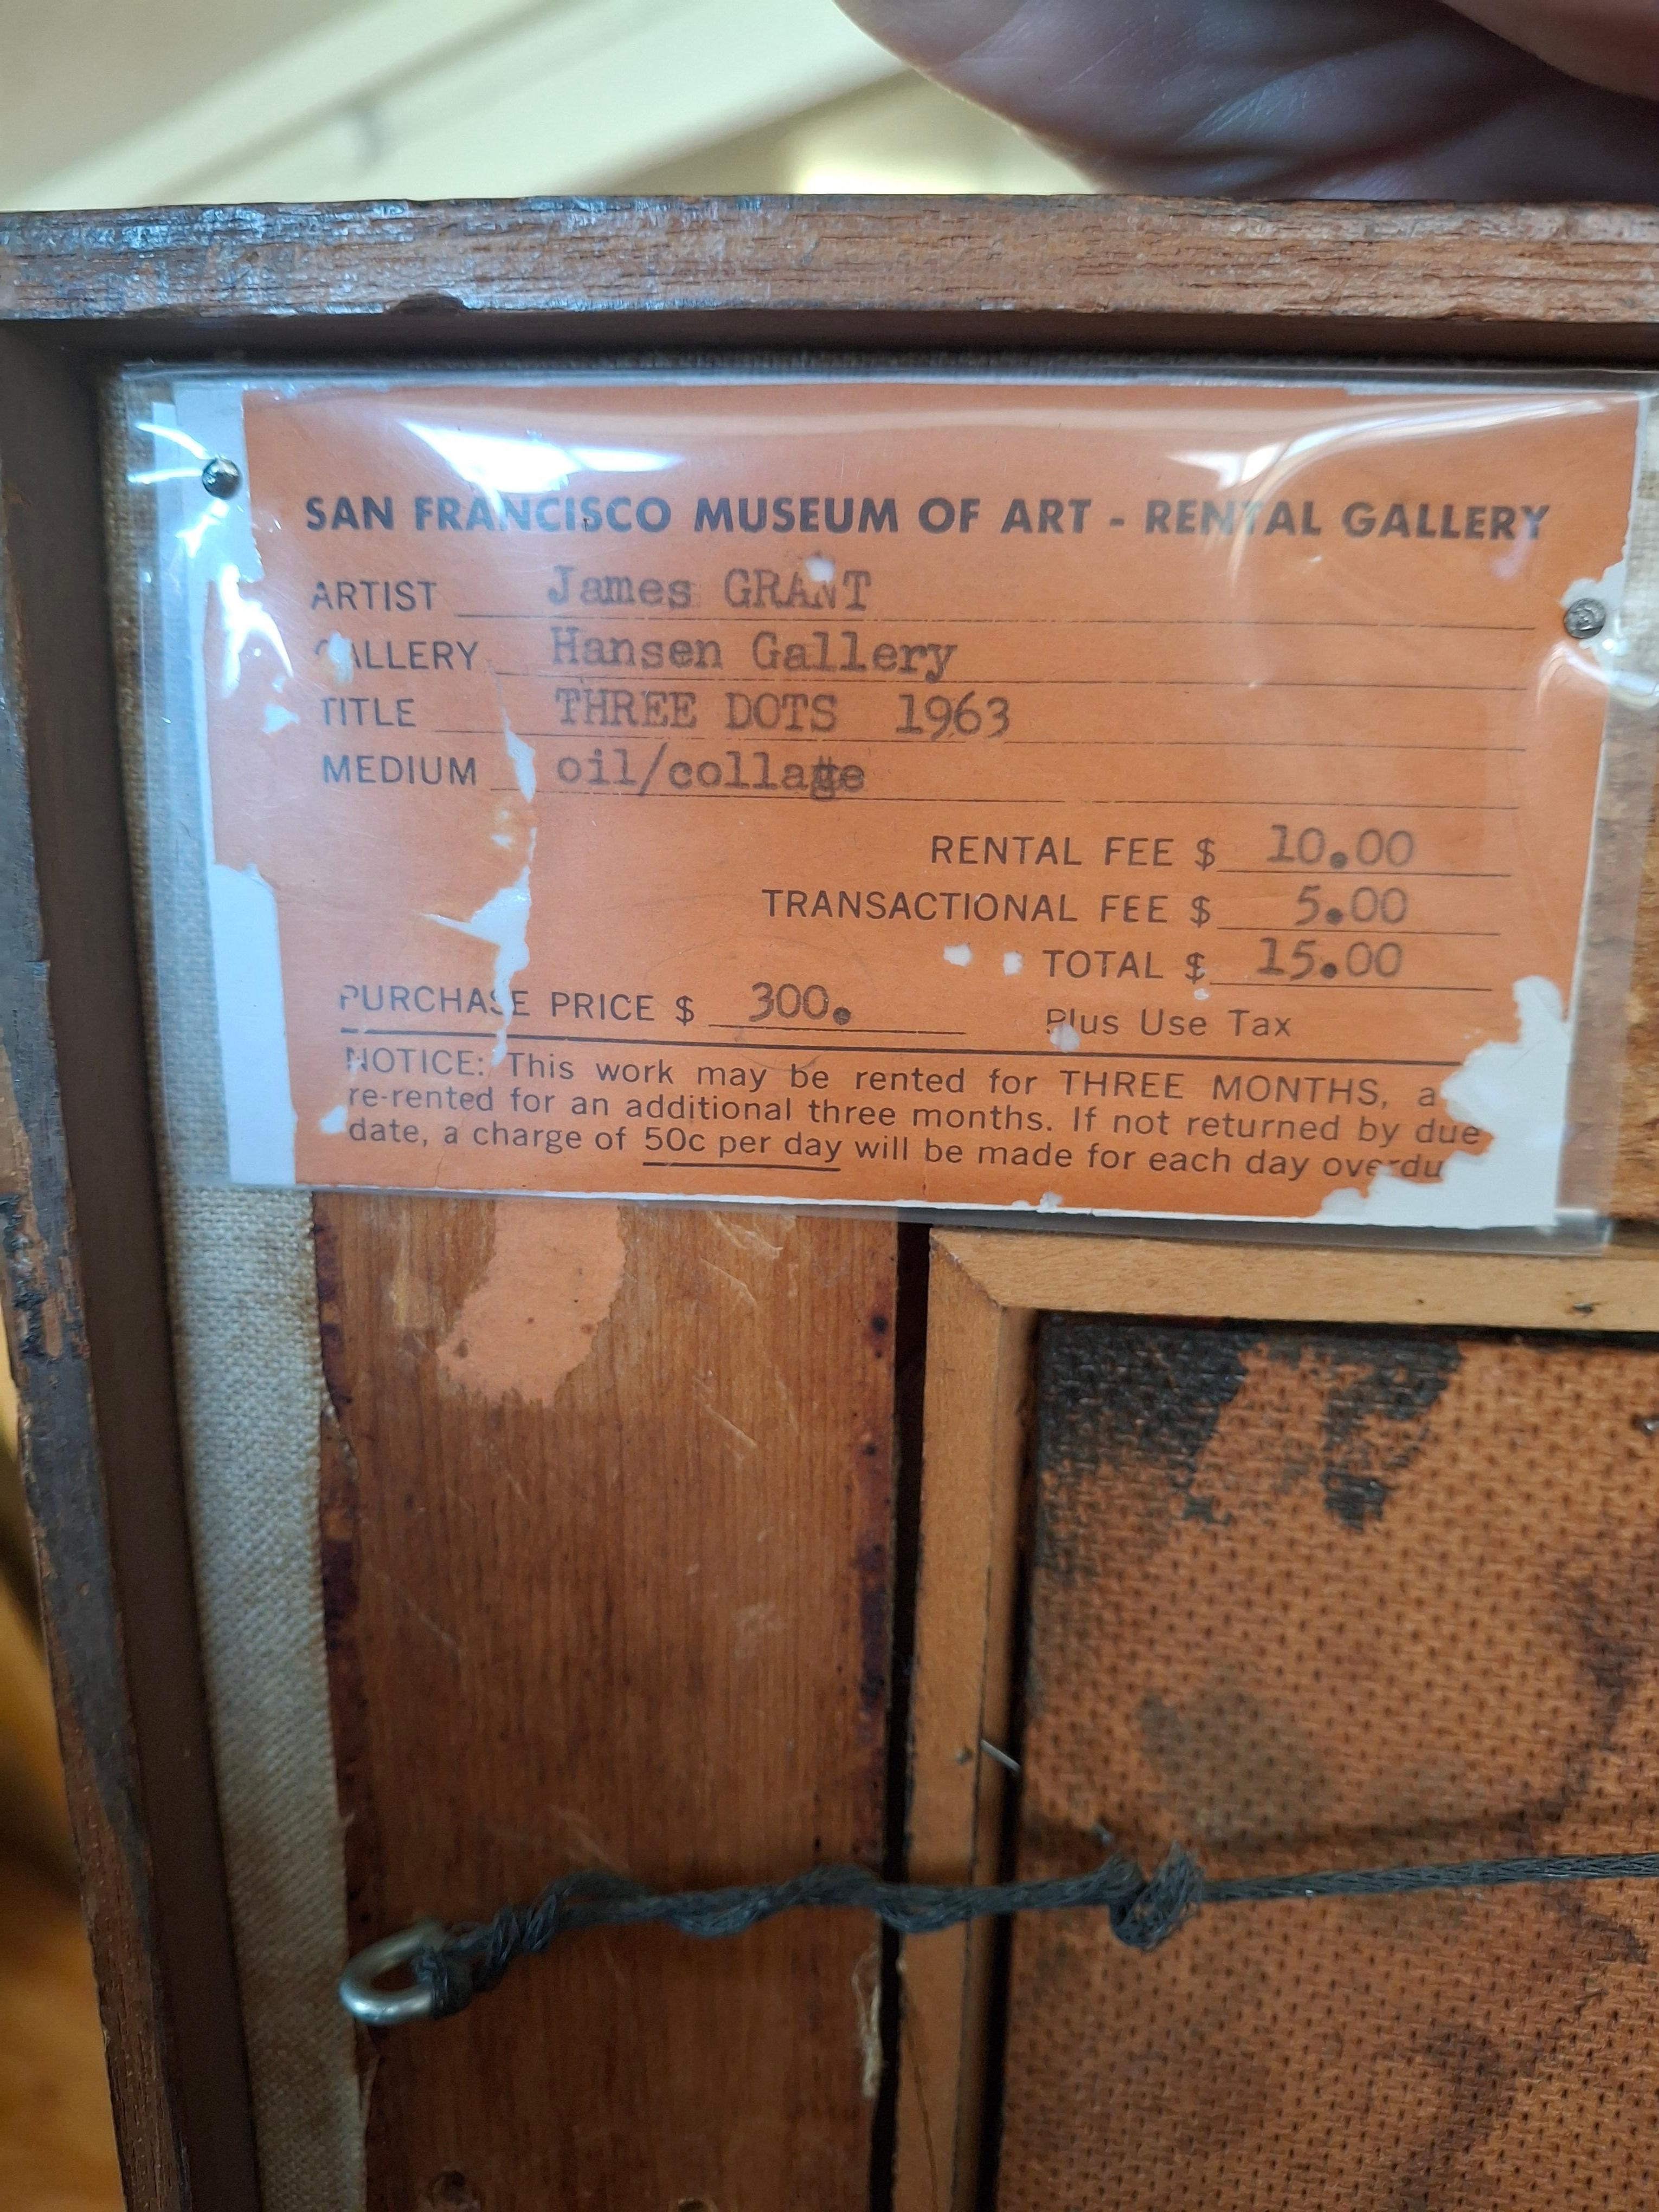 SAN FRANCISCO MUSEUM OF ART - RENTAL GALLERY
ARTIST James GRANT
GALLERY Hansen Gallery
TITLE THREE DOTS 1963
MEDIUM oil/collage
RENTAL FEE $ 10.00
TRANSACTIONAL FEE $ 5.00
TOTAL $ 15.00
PURCHASE PRICE $ 300. Plus Use Tax
NOTICE: This work may be rented for THREE MONTHS, a
re-rented for an additional three months. If not returned by due
date, a charge of 50c per day will be made for each day overdu